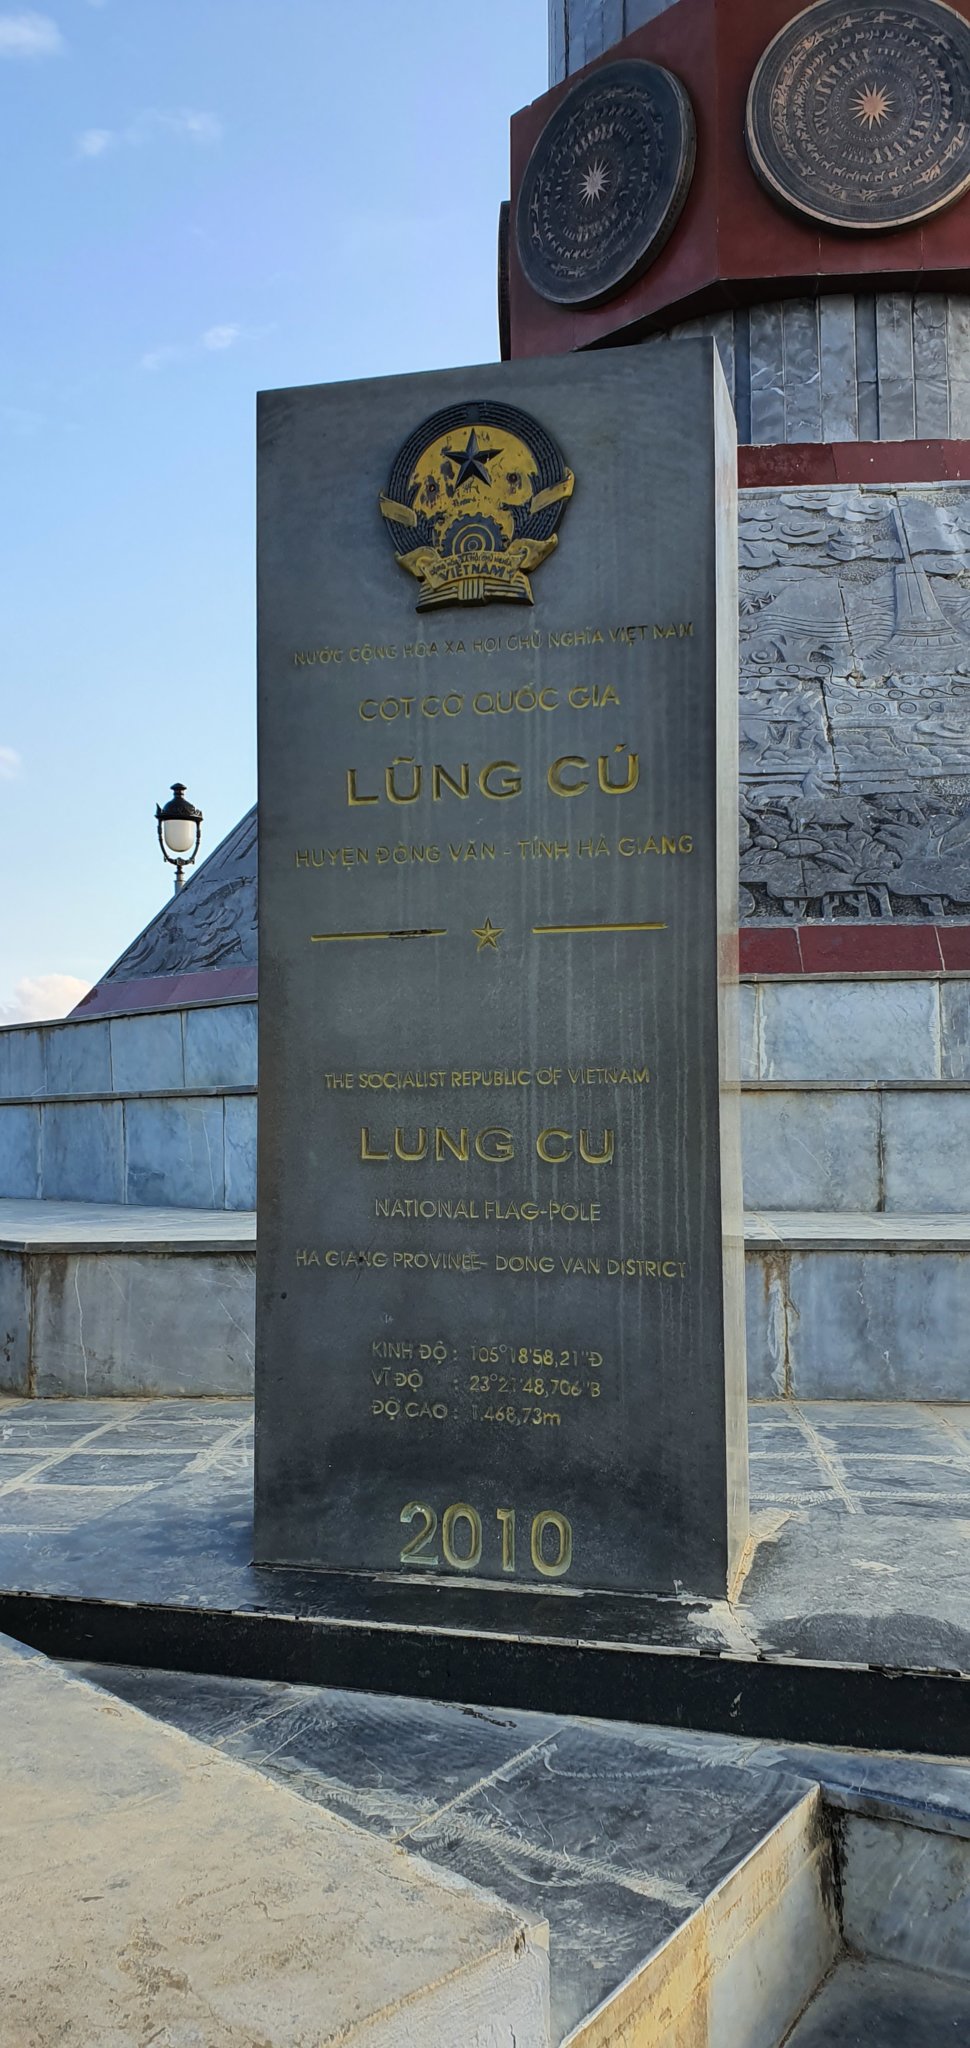 VIETNAM
NƯỚC CỘNG HÒA XÃ HỘI CHỦ NGHĨA VIỆT NAM
CỘT CỜ QUỐC GIA
LŨNG CÚ
HUYỆN ĐỒNG VĂN - TỈNH HÀ GIANG
THE SOCIALIST REPUBLIC OF VIETNAM
LUNG CU
NATIONAL FLAG-POLE
HA GIANG PROVINEE- DONG VAN DISTRICT
KINH ĐỘ : 105°18'58,21"Đ
VĨ ĐỘ : 23°21'48,706"B
ĐỘ CAO : 1.468,73m
2010